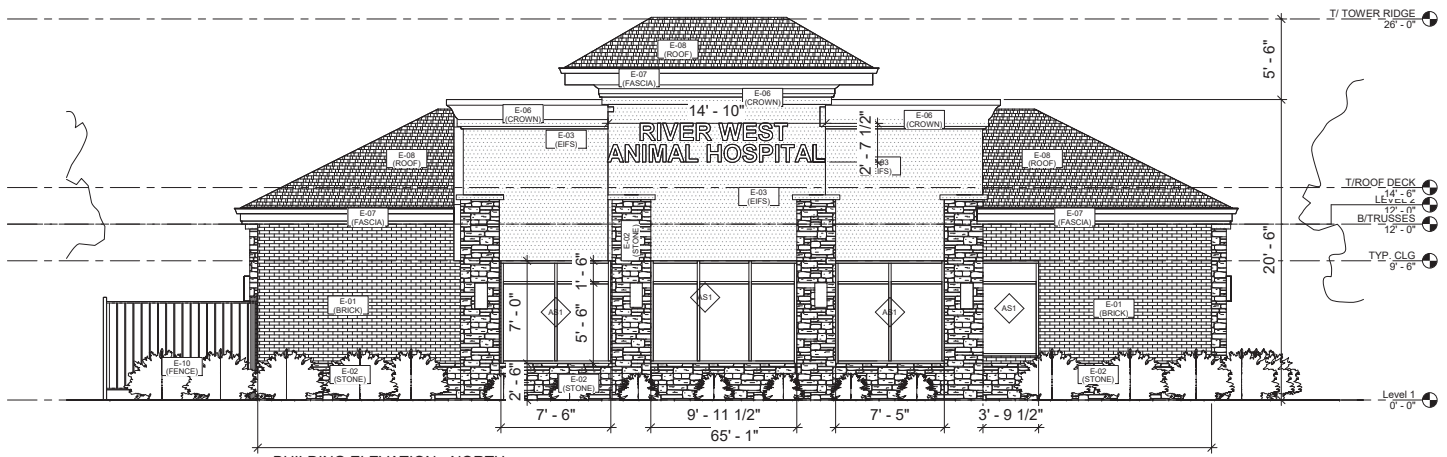 T/ TOWER RIDGE
26' - 0"
5' - 6"
E-08
(ROOF)
E-07
(FASCIA)
E-06
(CROWN)
E-06
(CROWN)
E-06
(CROWN)
14' - 10"
RIVER WEST
ANIMAL HOSPITAL
2' - 7 1/2"
E-03
(EIFS)
E-03
(EIFS)
E-08
(ROOF)
E-08
(ROOF)
T/ROOF DECK
14' - 6"
LEVEL 2
12' - 0"
B/TRUSSES
12' - 0"
E-07
(FASCIA)
E-07
(FASCIA)
E-02
(STONE)
20' - 6"
TYP. CLG
9' - 6"
1' - 6"
7' - 0"
5' - 6"
2' - 6"
AS1
AS1
AS1
AS1
E-01
(BRICK)
E-01
(BRICK)
E-10
(FENCE)
E-02
(STONE)
E-02
(STONE)
E-02
(STONE)
Level 1
0' - 0"
7' - 6"
9' - 11 1/2"
7' - 5"
3' - 9 1/2"
65' - 1"